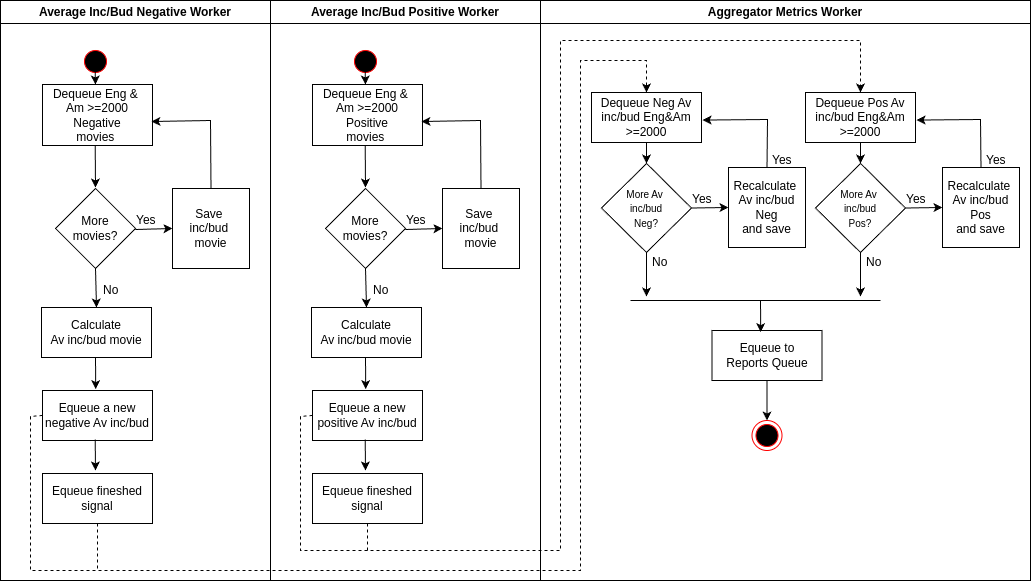 Average Inc/Bud Negative Worker
Average Inc/Bud Positive Worker
Aggregator Metrics Worker
Dequeue Eng &
Am >=2000
Negative
movies
More
movies?
Yes
Save
inc/bud
movie
No
Calculate
Av inc/bud movie
Equeue a new
negative Av inc/bud
Equeue fineshed
signal
Dequeue Eng &
Am >=2000
Positive
movies
More
movies?
Yes
Save
inc/bud
movie
No
Calculate
Av inc/bud movie
Equeue a new
positive Av inc/bud
Equeue fineshed
signal
Dequeue Neg Av
inc/bud Eng&Am
>=2000
Yes
More Av
inc/bud
Neg?
Yes
Recalculate
Av inc/bud
Neg
and save
No
Dequeue Pos Av
inc/bud Eng&Am
>=2000
Yes
More Av
inc/bud
Pos?
Yes
Recalculate
Av inc/bud
Pos
and save
No
Equeue to
Reports Queue